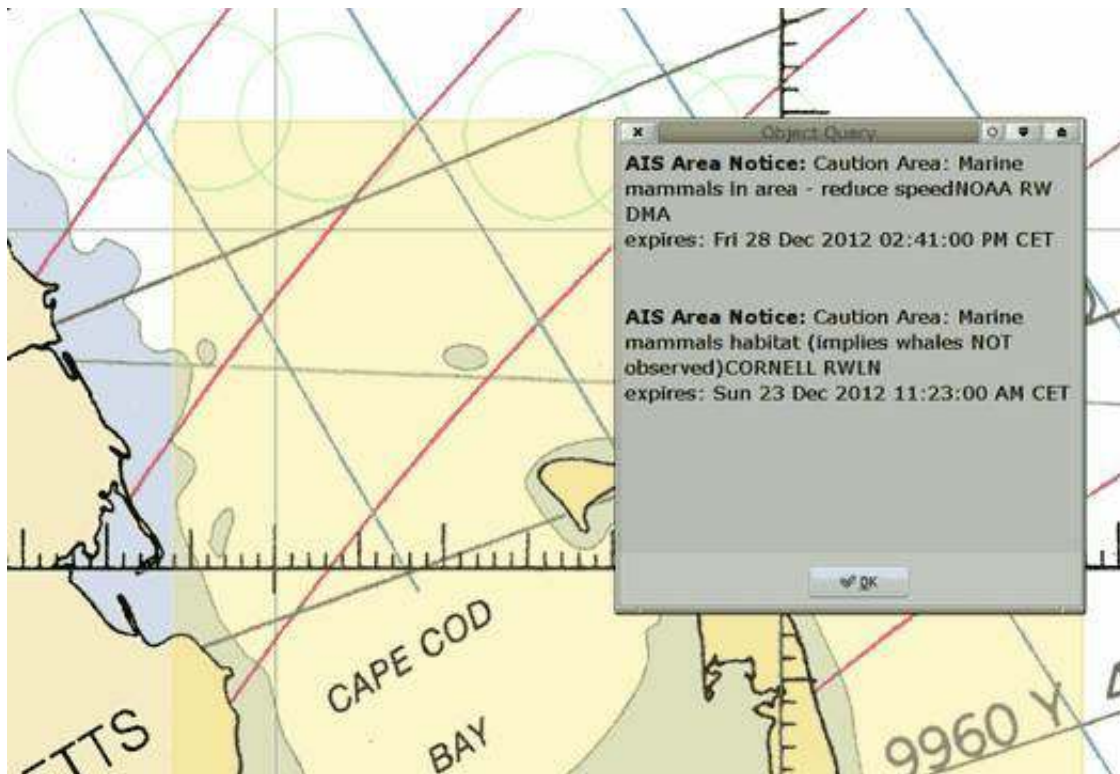 Object Query
AIS Area Notice: Caution Area: Marine
mammals in area - reduce speedNOAA RW
DMA
expires: Fri 28 Dec 2012 02:41:00 PM CET
AIS Area Notice: Caution Area: Marine
mammals habitat (implies whales NOT
observed)CORNELL RWLN
expires: Sun 23 Dec 2012 11:23:00 AM CET
OK
CAPE COD
BAY
ETTS
9960 Y